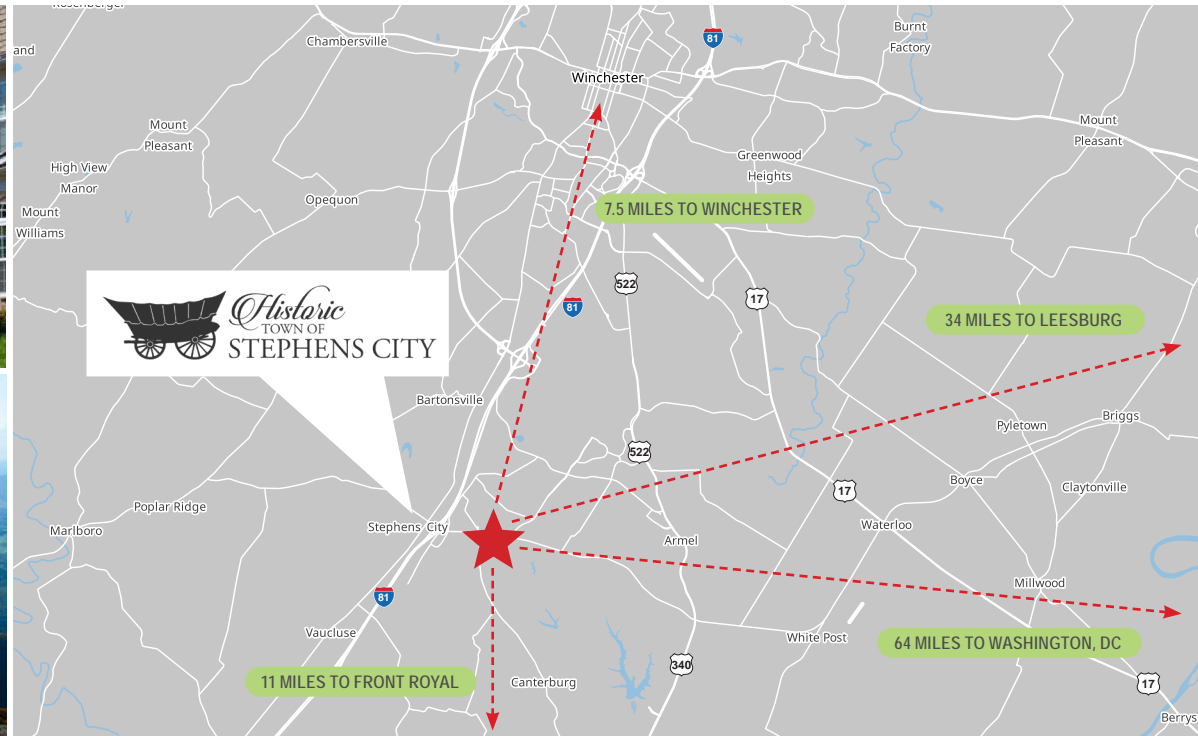 Chambersville
Burnt
Factory
and
81
Winchester
Mount
Pleasant
Mount
Pleasant
High View
Manor
Greenwood
Heights
Opequon
Mount
Williams
7.5 MILES TO WINCHESTER
522
17
81
Historic
TOWN OF
STEPHENS CITY
34 MILES TO LEESBURG
Bartonsville
Briggs
Pyletown
522
Boyce
Claytonville
17
Poplar Ridge
Marlboro
Stephens City
Waterloo
Armel
Millwood
81
Vaucluse
White Post
64 MILES TO WASHINGTON, DC
340
11 MILES TO FRONT ROYAL
Canterburg
17
Berrys